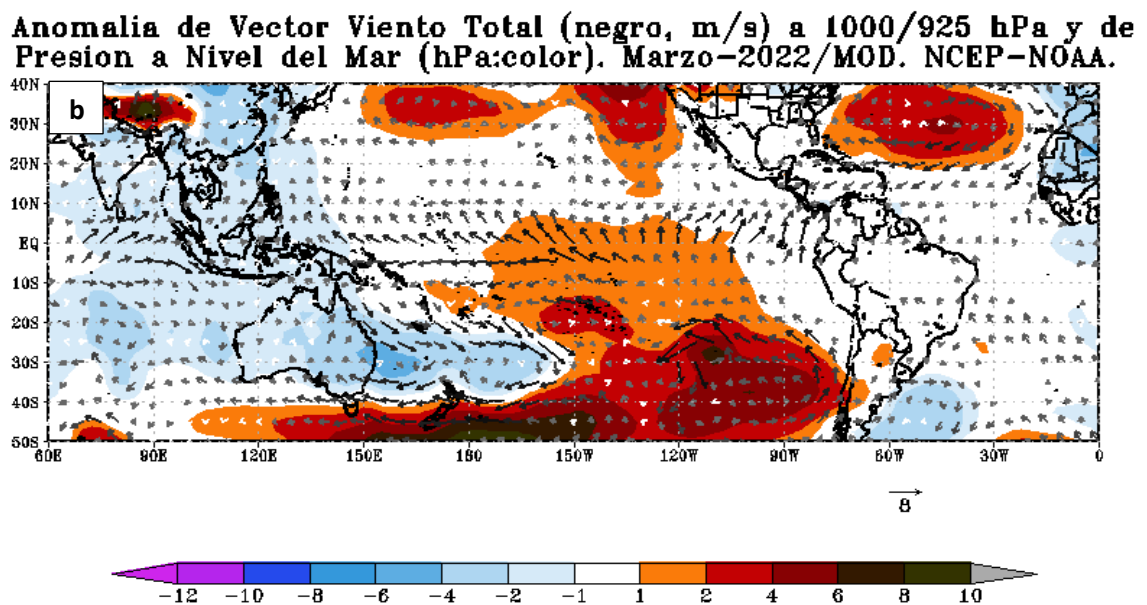 Anomalia de Vector Viento Total (negro, m/s) a 1000/925 hPa y de
Presion a Nivel del Mar (hPa:color). Marzo-2022/MOD. NCEP-NOAA.
b
40N
30N
20N
10N
EQ
10S
20S
30S
40S
50S
60E 90E 120E 150E 180 150W 120W 90W 60W 30W 0
8
-12 -10 -8 -6 -4 -2 -1 1 2 4 6 8 10